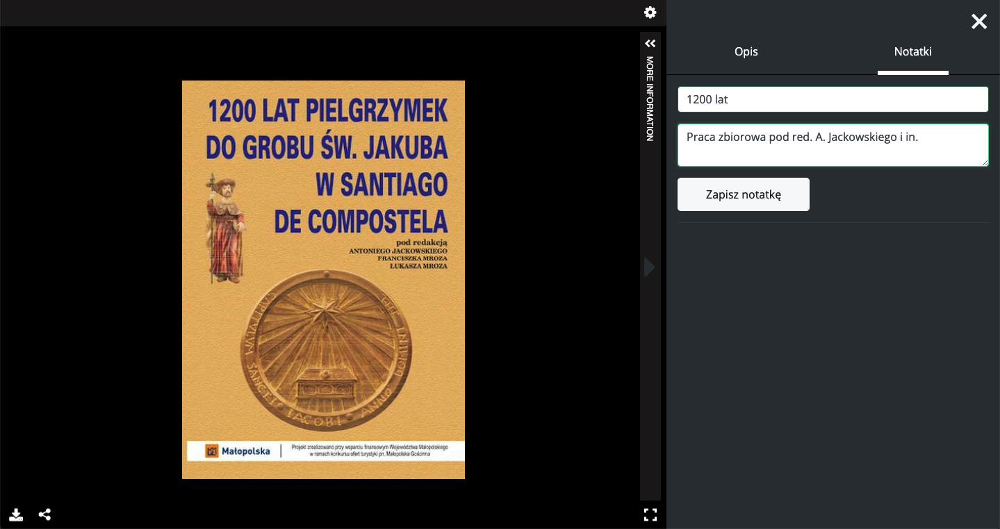 MORE INFORMATION
1200 LAT PIELGRZYMEK
DO GROBU ŚW. JAKUBA
W SANTIAGO
DE COMPOSTELA
pod redakcją
ANTONIEGO JACKOWSKIEGO
FRANCISZKA MROZA
ŁUKASZA MROZA
CAPITVLVM SANCTI IACOBI ANNO DOMINI
Małopolska
Projekt zrealizowano przy wsparciu finansowym Województwa Małopolskiego
w ramach konkursu ofert turystyki pn. Małopolska Gościnna
Opis
Notatki
1200 lat
Praca zbiorowa pod red. A. Jackowskiego i in.
Zapisz notatkę